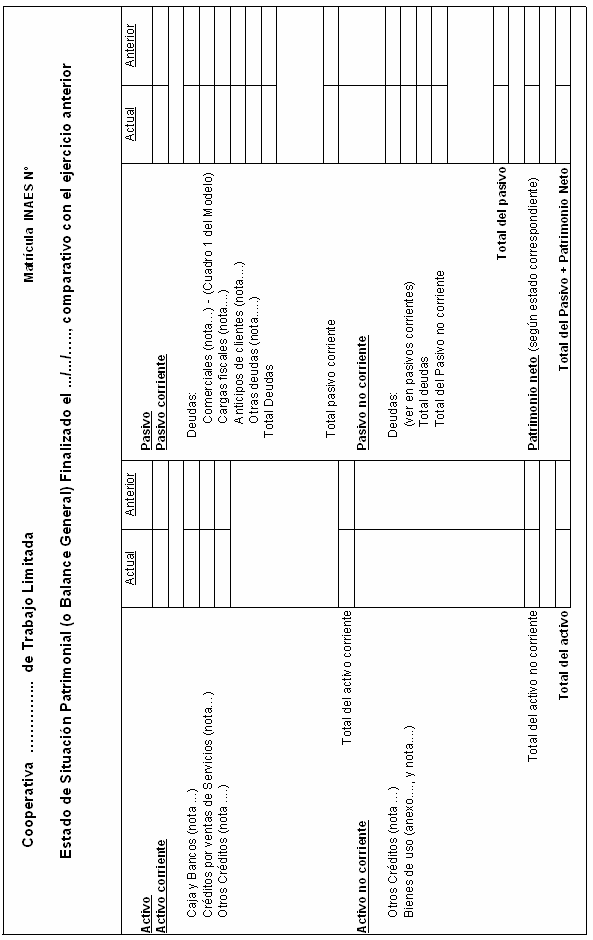 Cooperativa ............... de Trabajo Limitada Matrícula INAES N°
Estado de Situación Patrimonial (o Balance General) Finalizado el .../.../....., comparativo con el ejercicio anterior
Actual Anterior
Activo
Activo corriente
Caja y Bancos (nota ...)
Créditos por ventas de Servicios (nota...)
Otros Créditos (nota ....)
Total del activo corriente
Activo no corriente
Otros Créditos (nota ...)
Bienes de uso (anexo...., y nota....)
Total del activo no corriente
Total del activo
Actual Anterior
Pasivo
Pasivo corriente
Deudas:
Comerciales (nota...) - (Cuadro 1 del Modelo)
Cargas fiscales (nota....)
Anticipos de clientes (nota....)
Otras deudas (nota.....)
Total Deudas
Total pasivo corriente
Pasivo no corriente
Deudas:
(ver en pasivos corrientes)
Total deudas
Total del Pasivo no corriente
Total del pasivo
Patrimonio neto (según estado correspondiente)
Total del Pasivo + Patrimonio Neto